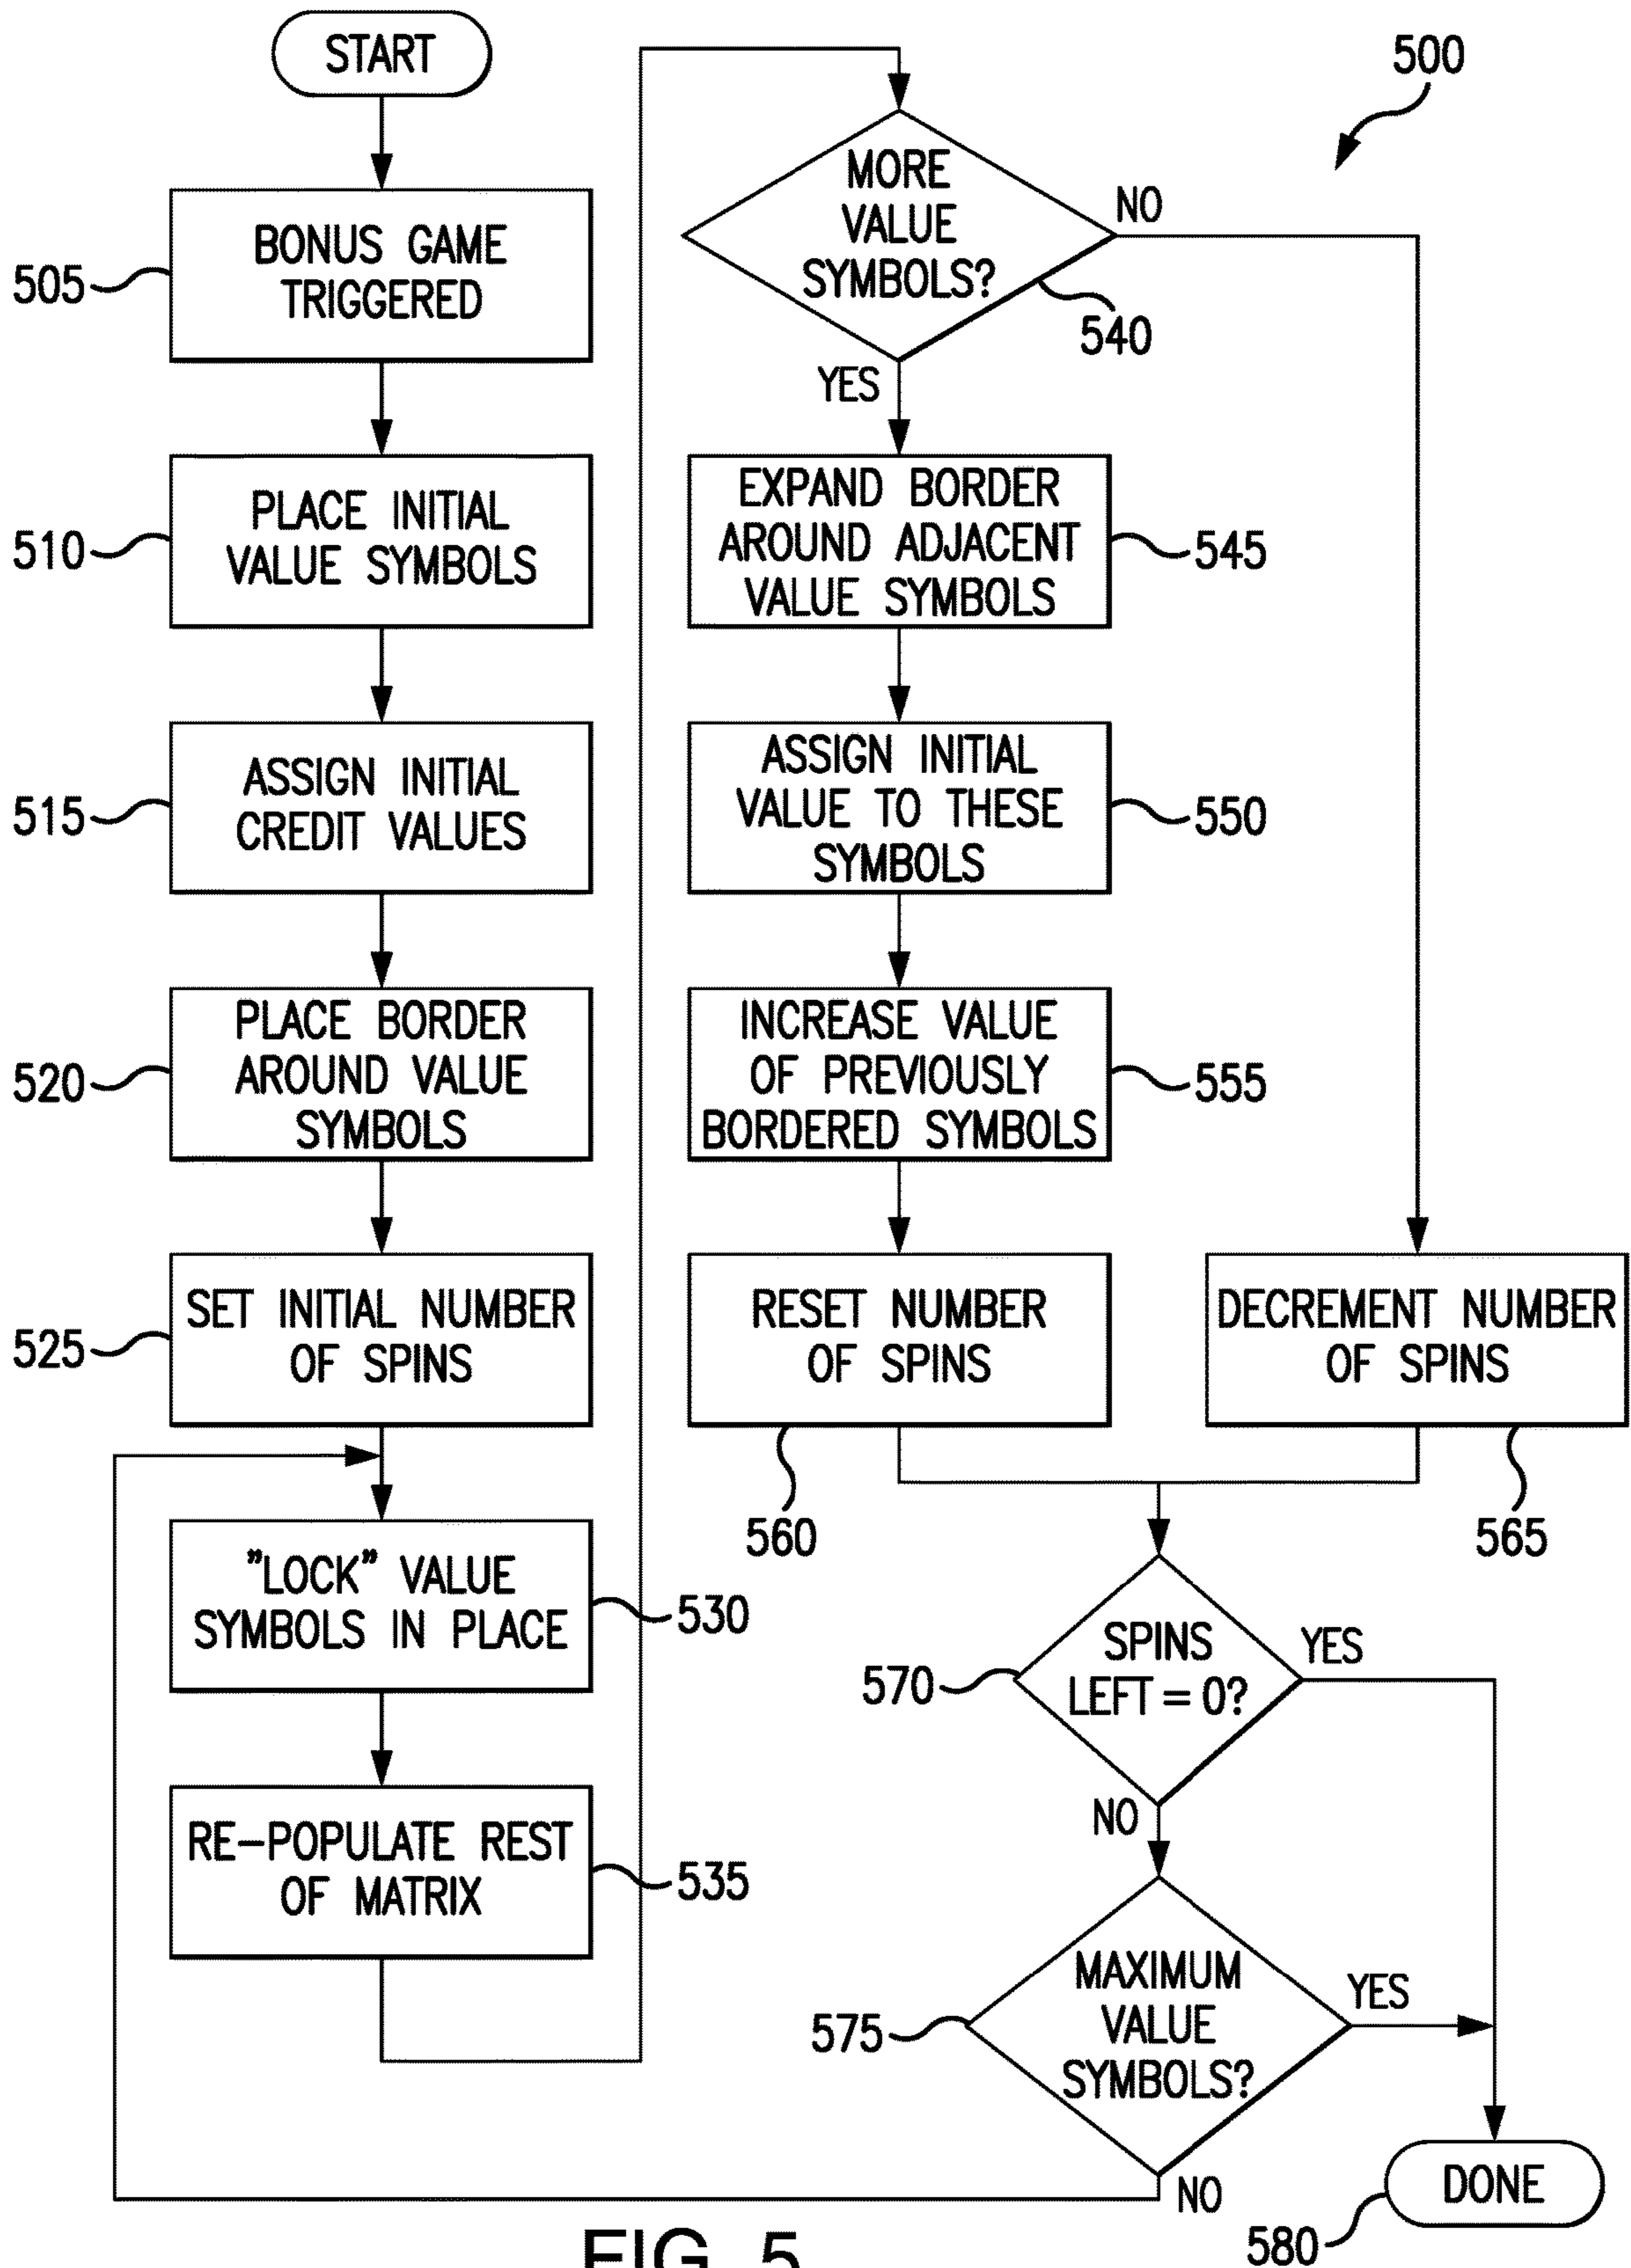 START
500
BONUS GAME
TRIGGERED
505
PLACE INITIAL
VALUE SYMBOLS
510
ASSIGN INITIAL
CREDIT VALUES
515
PLACE BORDER
AROUND VALUE
SYMBOLS
520
SET INITIAL NUMBER
OF SPINS
525
"LOCK" VALUE
SYMBOLS IN PLACE
530
RE-POPULATE REST
OF MATRIX
535
MORE
VALUE
SYMBOLS?
NO
540
YES
EXPAND BORDER
AROUND ADJACENT
VALUE SYMBOLS
545
ASSIGN INITIAL
VALUE TO THESE
SYMBOLS
550
INCREASE VALUE
OF PREVIOUSLY
BORDERED SYMBOLS
555
RESET NUMBER
OF SPINS
560
DECREMENT NUMBER
OF SPINS
565
SPINS
LEFT = 0?
YES
570
NO
MAXIMUM
VALUE
SYMBOLS?
YES
575
NO
DONE
580
FIG. 5